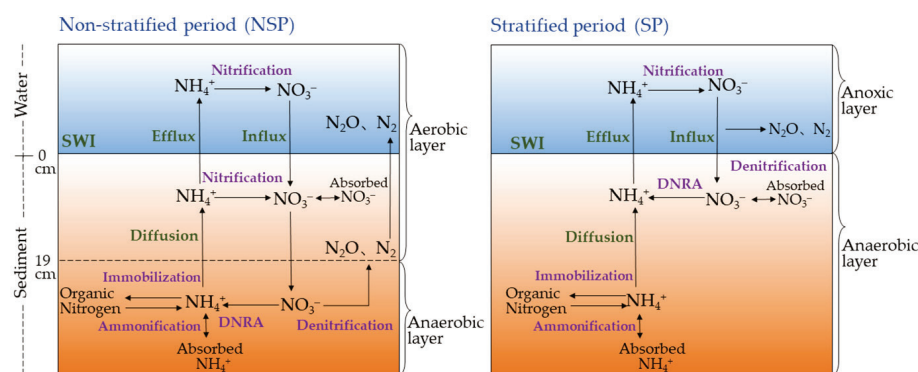 Non-stratified period (NSP)
Water
Sediment
0
cm
19
cm
Nitrification
NH₄⁺
NO₃⁻
N₂O、N₂
SWI
Efflux
Influx
Aerobic
layer
Nitrification
NH₄⁺
NO₃⁻
Absorbed
NO₃⁻
Diffusion
N₂O、N₂
Immobilization
Organic
Nitrogen
NH₄⁺
NO₃⁻
Ammonification
DNRA
Denitrification
Anaerobic
layer
Absorbed
NH₄⁺
Stratified period (SP)
Nitrification
NH₄⁺
NO₃⁻
Anoxic
layer
N₂O、N₂
SWI
Efflux
Influx
Denitrification
DNRA
NH₄⁺
NO₃⁻
Absorbed
NO₃⁻
Diffusion
Anaerobic
layer
Immobilization
Organic
Nitrogen
NH₄⁺
Ammonification
Absorbed
NH₄⁺